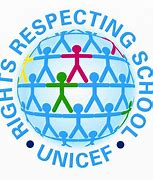 RIGHTS RESPECTING SCHOOL
UNICEF